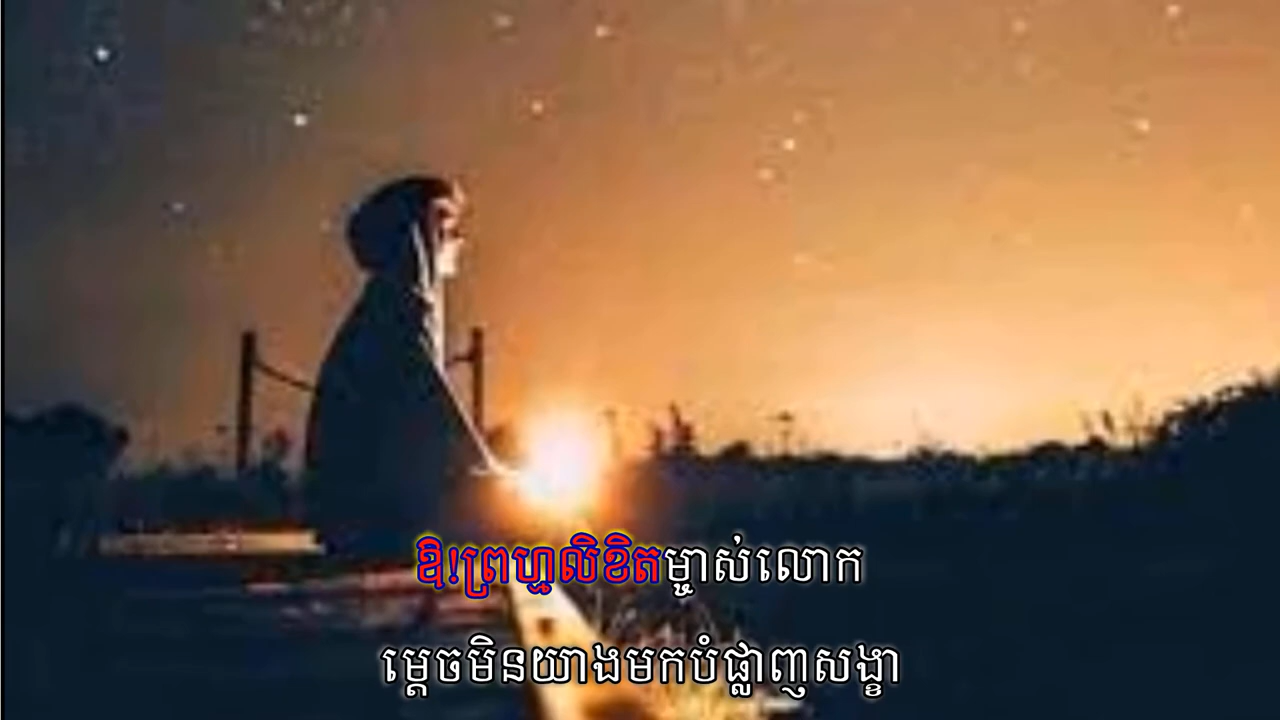 ឱ!ព្រហ្មលិខិតម្ចាស់លោក
ម្ដេចមិនយាងមកបំផ្លាញសង្ខា